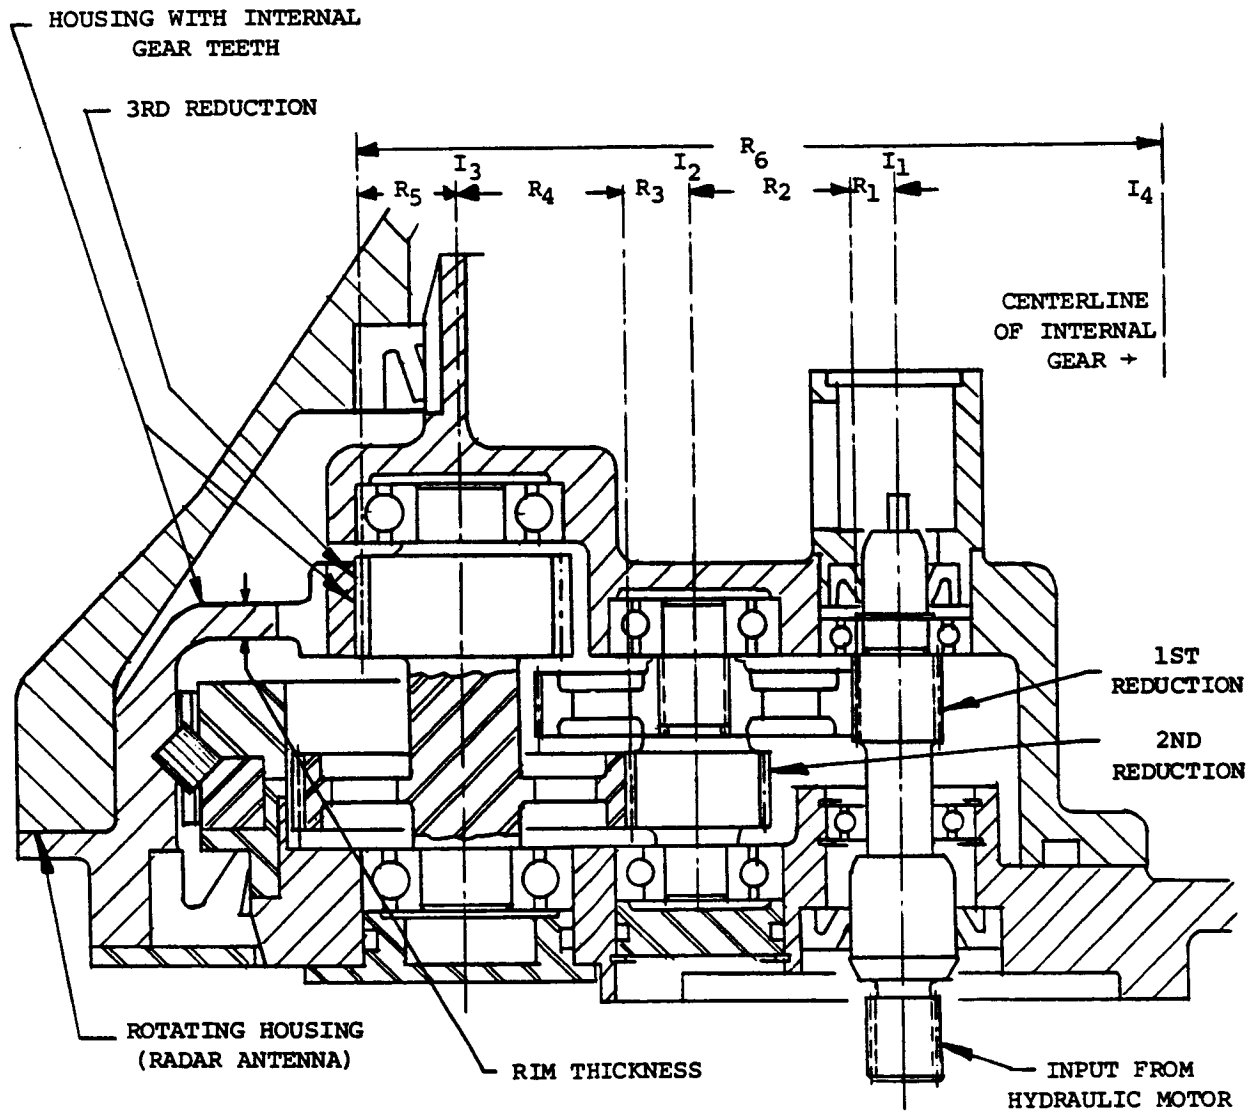 HOUSING WITH INTERNAL
GEAR TEETH
3RD REDUCTION
R6
I3
I2
I1
R5
R4
R3
R2
R1
I4
CENTERLINE
OF INTERNAL
GEAR →
1ST
REDUCTION
2ND
REDUCTION
ROTATING HOUSING
(RADAR ANTENNA)
RIM THICKNESS
INPUT FROM
HYDRAULIC MOTOR